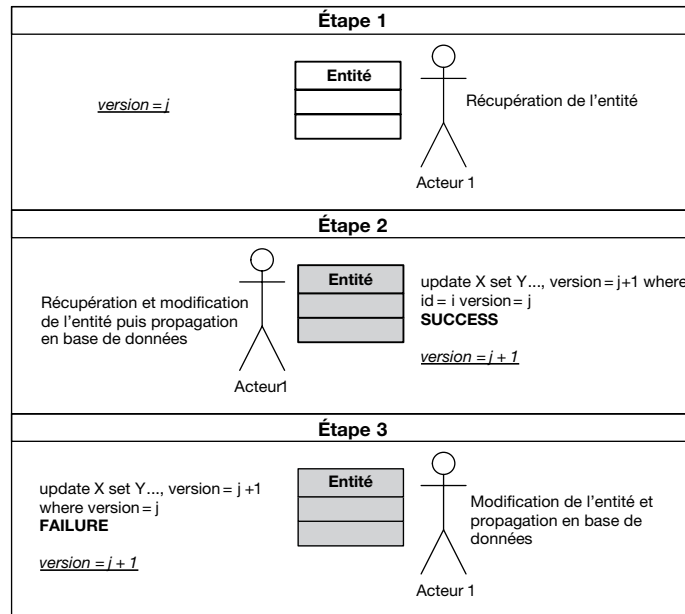 Étape 1
version = j
Entité
Récupération de l'entité
Acteur 1
Étape 2
Récupération et modification
de l'entité puis propagation
en base de données
Acteur1
Entité
update X set Y..., version = j+1 where
id = i version = j
SUCCESS
version = j + 1
Étape 3
update X set Y..., version = j +1
where version = j
FAILURE
version = j + 1
Entité
Modification de l'entité et
propagation en base de
données
Acteur 1